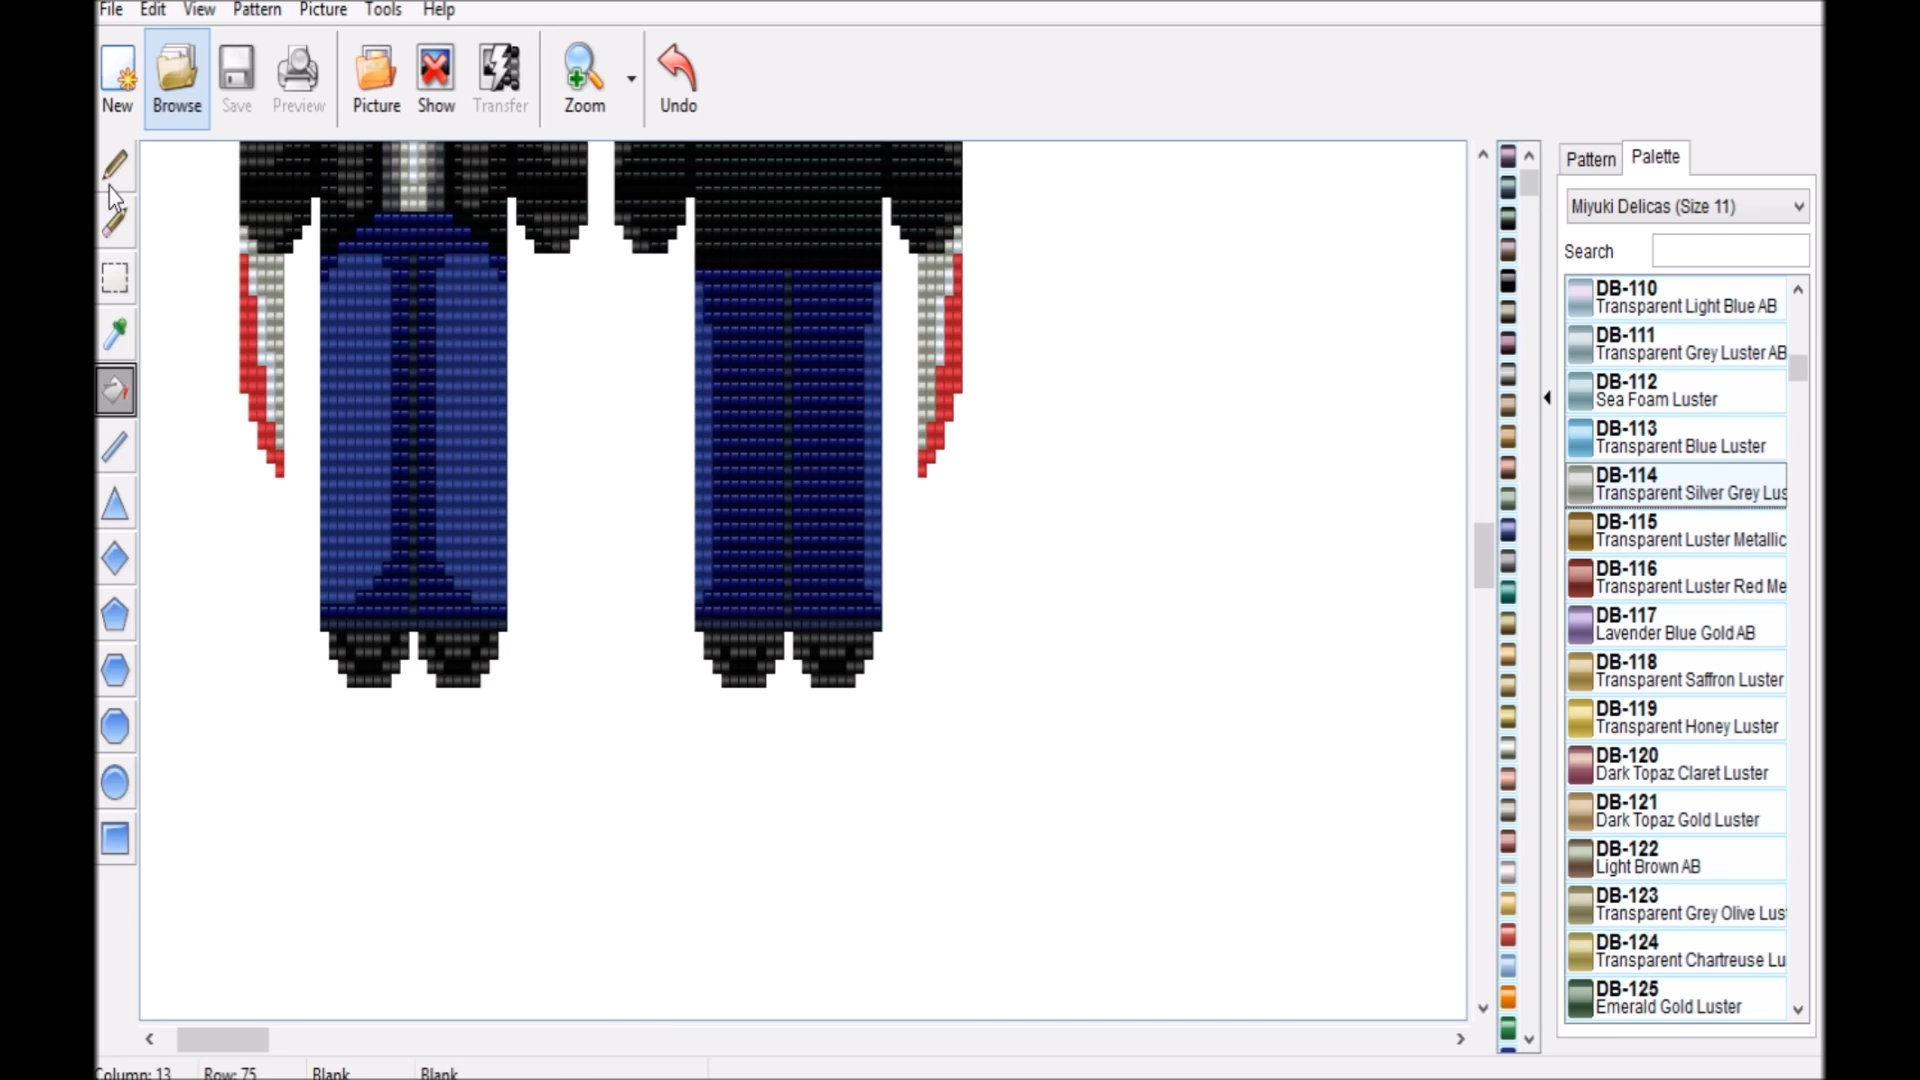 File Edit View Pattern Picture Tools Help
New Browse Save Preview Picture Show Transfer Zoom Undo
Pattern Palette
Miyuki Delicas (Size 11)
Search
DB-110
Transparent Light Blue AB
DB-111
Transparent Grey Luster AB
DB-112
Sea Foam Luster
DB-113
Transparent Blue Luster
DB-114
Transparent Silver Grey Lus
DB-115
Transparent Luster Metallic
DB-116
Transparent Luster Red Me
DB-117
Lavender Blue Gold AB
DB-118
Transparent Saffron Luster
DB-119
Transparent Honey Luster
DB-120
Dark Topaz Claret Luster
DB-121
Dark Topaz Gold Luster
DB-122
Light Brown AB
DB-123
Transparent Grey Olive Lus
DB-124
Transparent Chartreuse Lu
DB-125
Emerald Gold Luster
Column: 13 Row: 75 Blank Blank